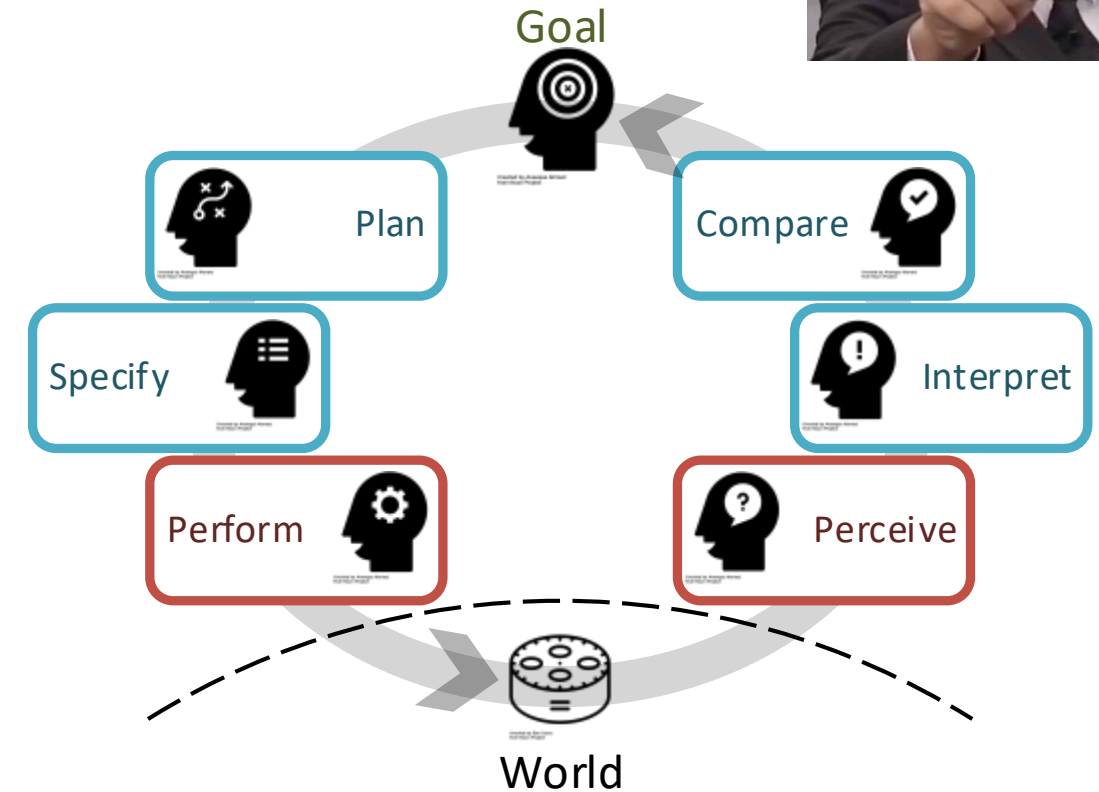 Goal
Plan
Compare
Specify
Interpret
Perform
Perceive
World